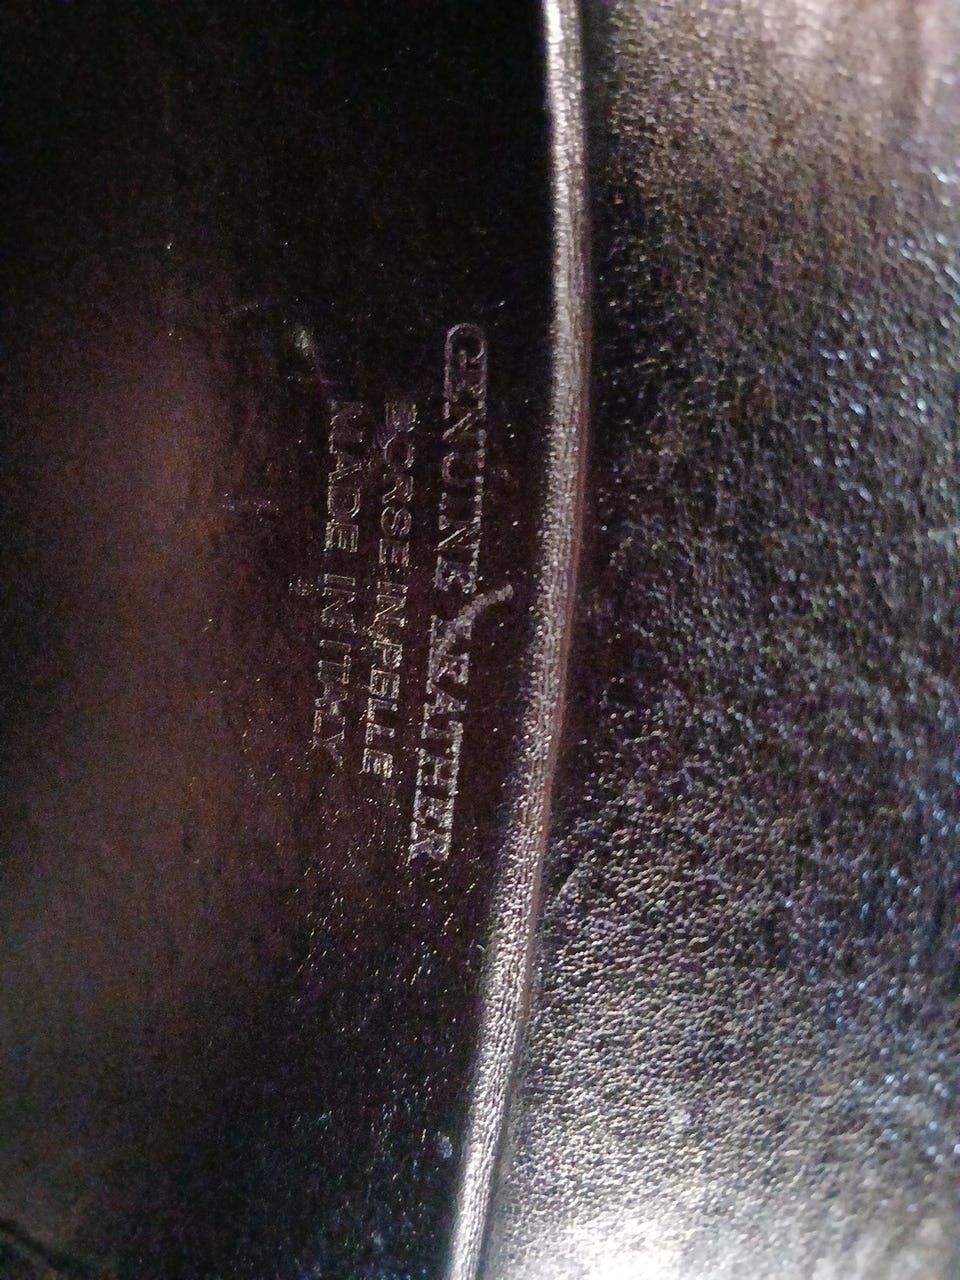 GENUINE LEATHER
BORSE IN PELLE
MADE IN ITALY